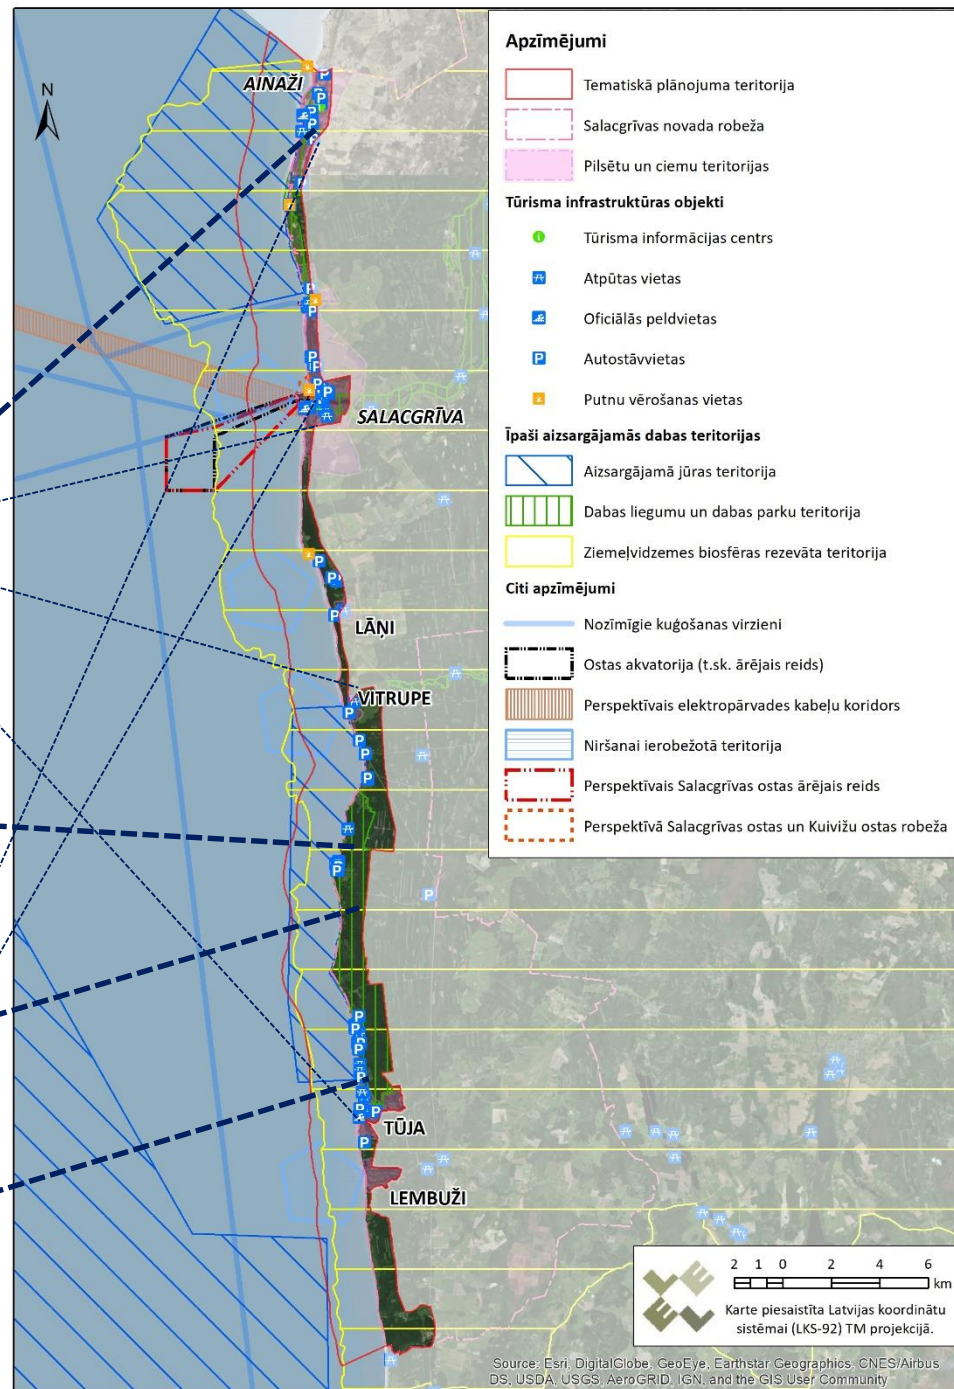 N
AINAŽI
SALACGRĪVA
LĀŅI
VITRUPE
TŪJA
LEMBUŽI
Apzīmējumi
Tematiskā plānojuma teritorija
Salacgrīvas novada robeža
Pilsētu un ciemu teritorijas
Tūrisma infrastruktūras objekti
Tūrisma informācijas centrs
Atpūtas vietas
Oficiālās peldvietas
Autostāvvietas
Putnu vērošanas vietas
Īpaši aizsargājamās dabas teritorijas
Aizsargājamā jūras teritorija
Dabas liegumu un dabas parku teritorija
Ziemeļvidzemes biosfēras rezevāta teritorija
Citi apzīmējumi
Nozīmīgie kuģošanas virzieni
Ostas akvatorija (t.sk. ārējais reids)
Perspektīvais elektropārvades kabeļu koridors
Niršanai ierobežotā teritorija
Perspektīvais Salacgrīvas ostas ārējais reids
Perspektīvā Salacgrīvas ostas un Kuivižu ostas robeža
2 1 0 2 4 6
km
Karte piesaistīta Latvijas koordinātu
sistēmai (LKS-92) TM projekcijā.
Source: Esri, DigitalGlobe, GeoEye, Earthstar Geographics, CNES/Airbus
DS, USDA, USGS, AeroGRID, IGN, and the GIS User Community